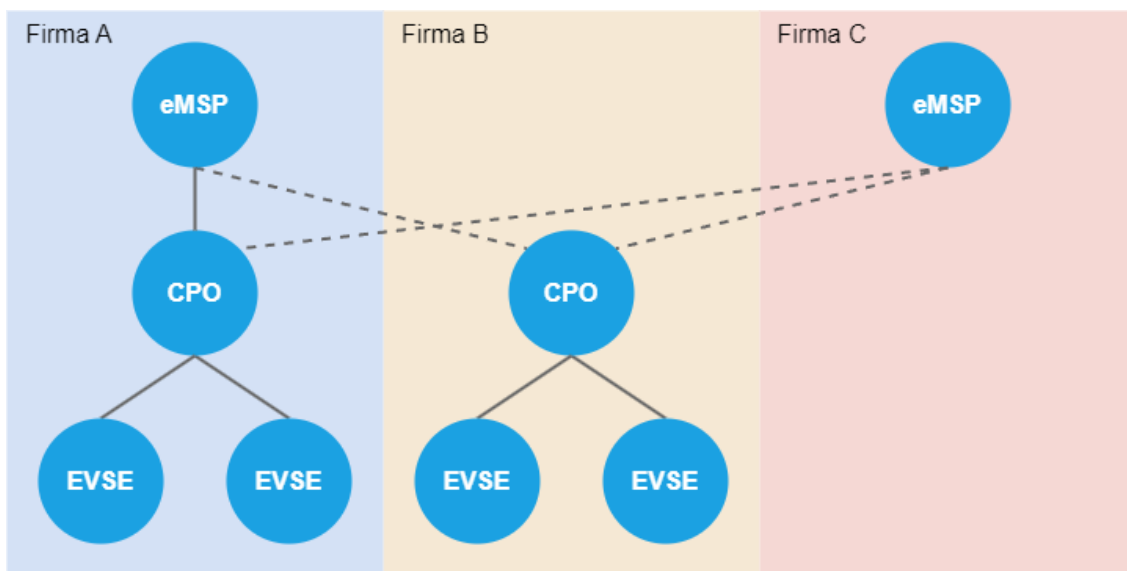 Firma A
Firma B
Firma C
eMSP
eMSP
CPO
CPO
EVSE
EVSE
EVSE
EVSE